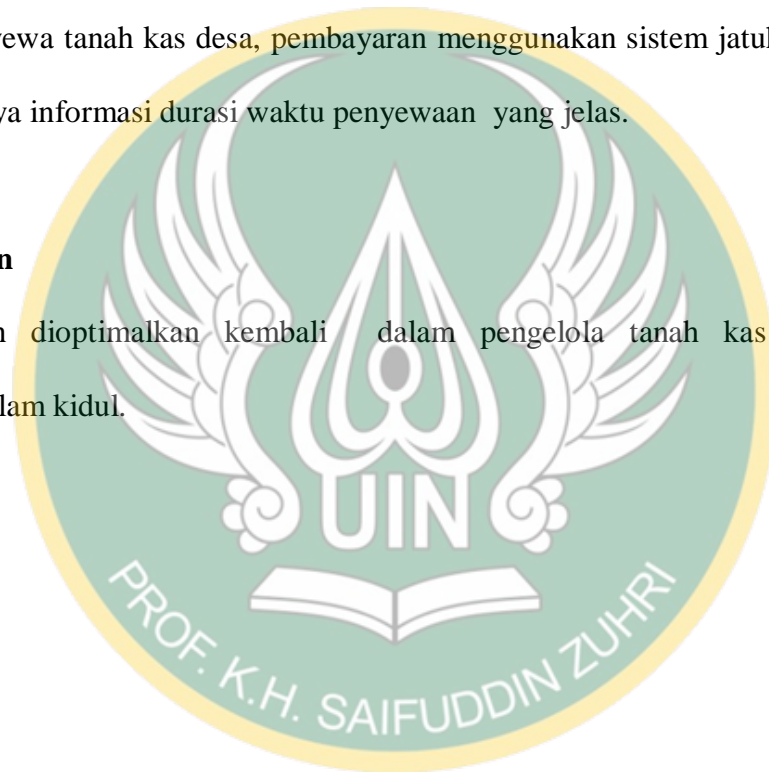 yewa tanah kas desa, pembayaran menggunakan sistem jatuh
ya informasi durasi waktu penyewaan yang jelas.
n
n dioptimalkan kembali dalam pengelola tanah kas
lam kidul.
UIN
PROF. K.H. SAIFUDDIN ZUHRI